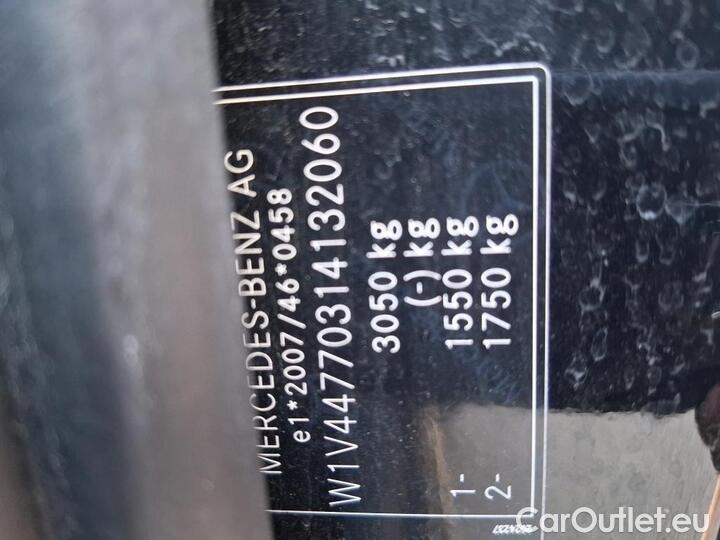 MERCEDES-BENZ AG
e1*2007/46*0458
W1V44770314132060
3050 kg
(-) kg
1- 1550 kg
2- 1750 kg
CarOutlet.eu